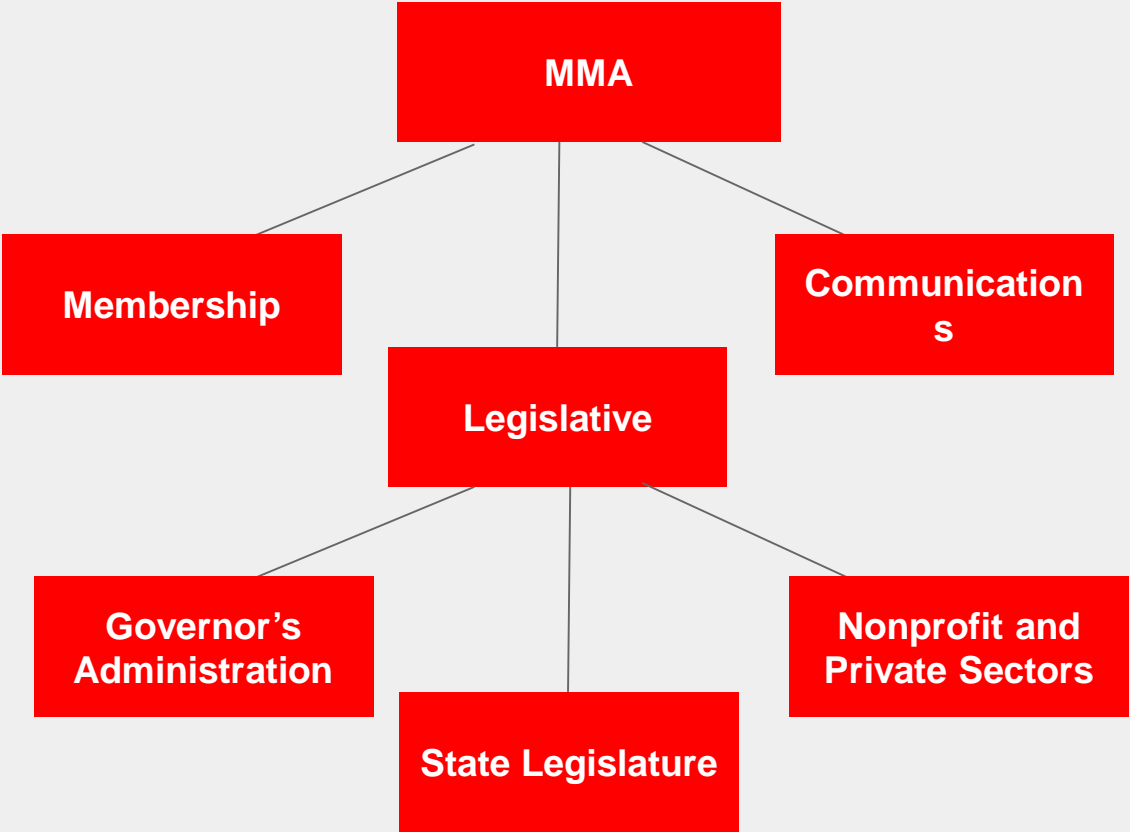 MMA
Membership
Communication
s
Legislative
Governor’s
Administration
Nonprofit and
Private Sectors
State Legislature